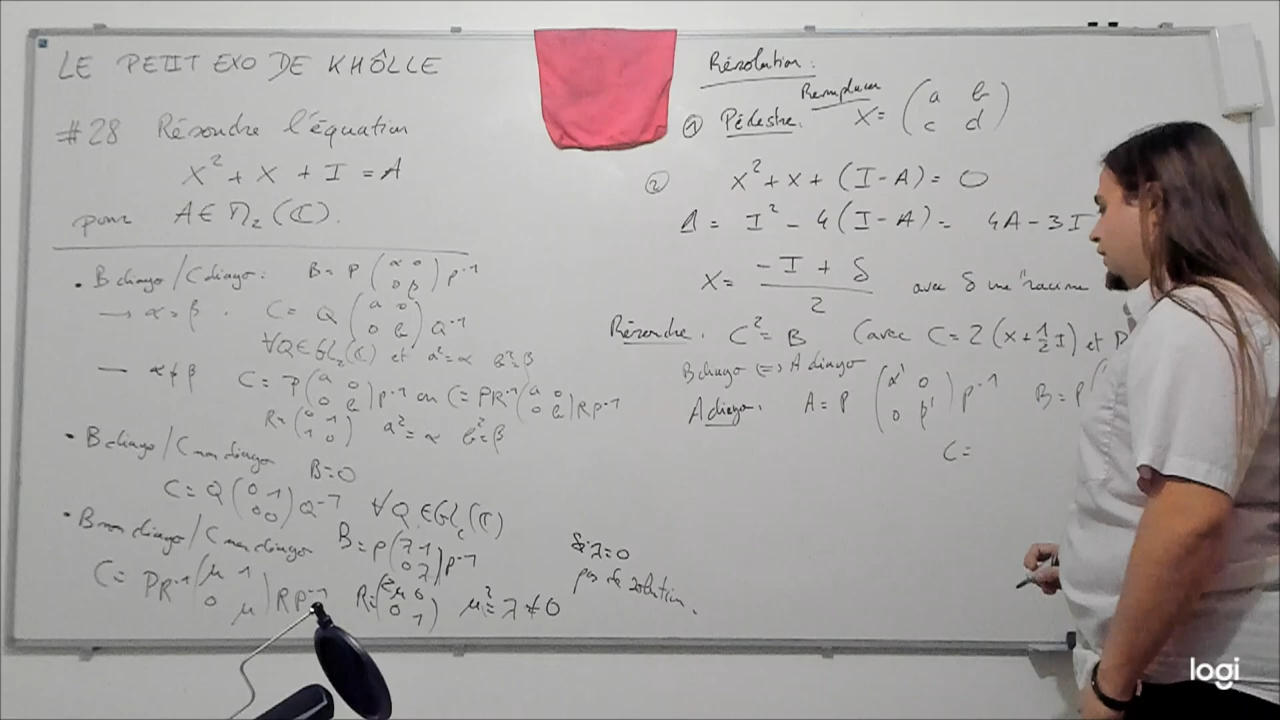 LE PETIT EXO DE KHÔLLE
#28 Résoudre l'équation
X² + X + I = A
pour A ∈ M₂(ℂ).
• B diago / C diago : B = P (α 0 / 0 β) P⁻¹
→ α = β . C = Q (a 0 / 0 b) Q⁻¹
∀Q ∈ GL₂(ℂ) et a² = α b² = β
— α ≠ β C = P (a 0 / 0 b) P⁻¹ ou C = PR⁻¹ (a 0 / 0 b) RP⁻¹
R = (0 1 / 1 0) a² = α b² = β
• B diago / C non diago B = 0
C = Q (0 1 / 0 0) Q⁻¹ ∀Q ∈ GL₂(ℂ)
• B non diago / C non diago B = P (λ 1 / 0 λ) P⁻¹
C = PR⁻¹ (μ 1 / 0 μ) RP⁻¹ R = (2μ 0 / 0 1) μ² = λ ≠ 0
Si λ = 0
pas de solution.
Résolution :
① Pédestre. Remplacer X = (a b / c d)
② X² + X + (I - A) = 0
Δ = I² - 4(I - A) = 4A - 3I
X = (-I + δ) / 2 avec δ une "racine
Résoudre. C² = B (avec C = 2(X + ½ I) et
B diago ⟺ A diago
A diago. A = P (α' 0 / 0 β') P⁻¹ B = P
C =
logi